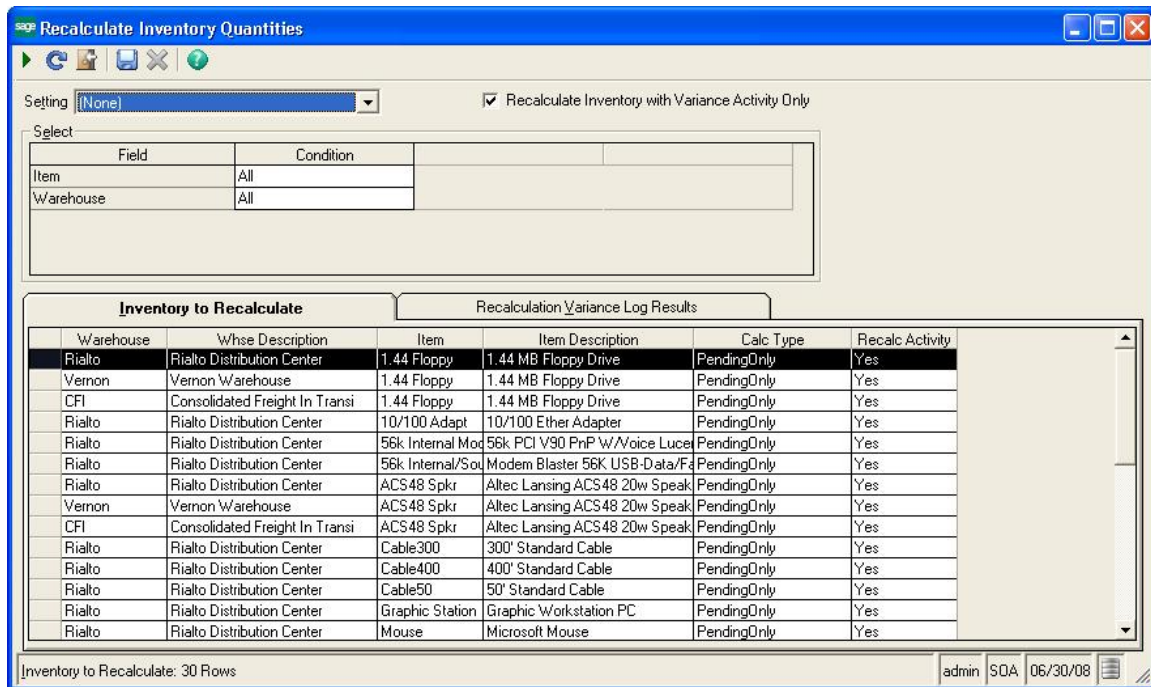 sage Recalculate Inventory Quantities
Setting (None) Recalculate Inventory with Variance Activity Only
Select
Field Condition
Item All
Warehouse All
Inventory to Recalculate Recalculation Variance Log Results
Warehouse Whse Description Item Item Description Calc Type Recalc Activity
Rialto Rialto Distribution Center 1.44 Floppy 1.44 MB Floppy Drive PendingOnly Yes
Vernon Vernon Warehouse 1.44 Floppy 1.44 MB Floppy Drive PendingOnly Yes
CFI Consolidated Freight In Transi 1.44 Floppy 1.44 MB Floppy Drive PendingOnly Yes
Rialto Rialto Distribution Center 10/100 Adapt 10/100 Ether Adapter PendingOnly Yes
Rialto Rialto Distribution Center 56k Internal Mod 56k PCI V90 PnP W/Voice Lucer PendingOnly Yes
Rialto Rialto Distribution Center 56k Internal/Sou Modem Blaster 56K USB-Data/Fa PendingOnly Yes
Rialto Rialto Distribution Center ACS48 Spkr Altec Lansing ACS48 20w Speak PendingOnly Yes
Vernon Vernon Warehouse ACS48 Spkr Altec Lansing ACS48 20w Speak PendingOnly Yes
CFI Consolidated Freight In Transi ACS48 Spkr Altec Lansing ACS48 20w Speak PendingOnly Yes
Rialto Rialto Distribution Center Cable300 300' Standard Cable PendingOnly Yes
Rialto Rialto Distribution Center Cable400 400' Standard Cable PendingOnly Yes
Rialto Rialto Distribution Center Cable50 50' Standard Cable PendingOnly Yes
Rialto Rialto Distribution Center Graphic Station Graphic Workstation PC PendingOnly Yes
Rialto Rialto Distribution Center Mouse Microsoft Mouse PendingOnly Yes
Inventory to Recalculate: 30 Rows admin SOA 06/30/08